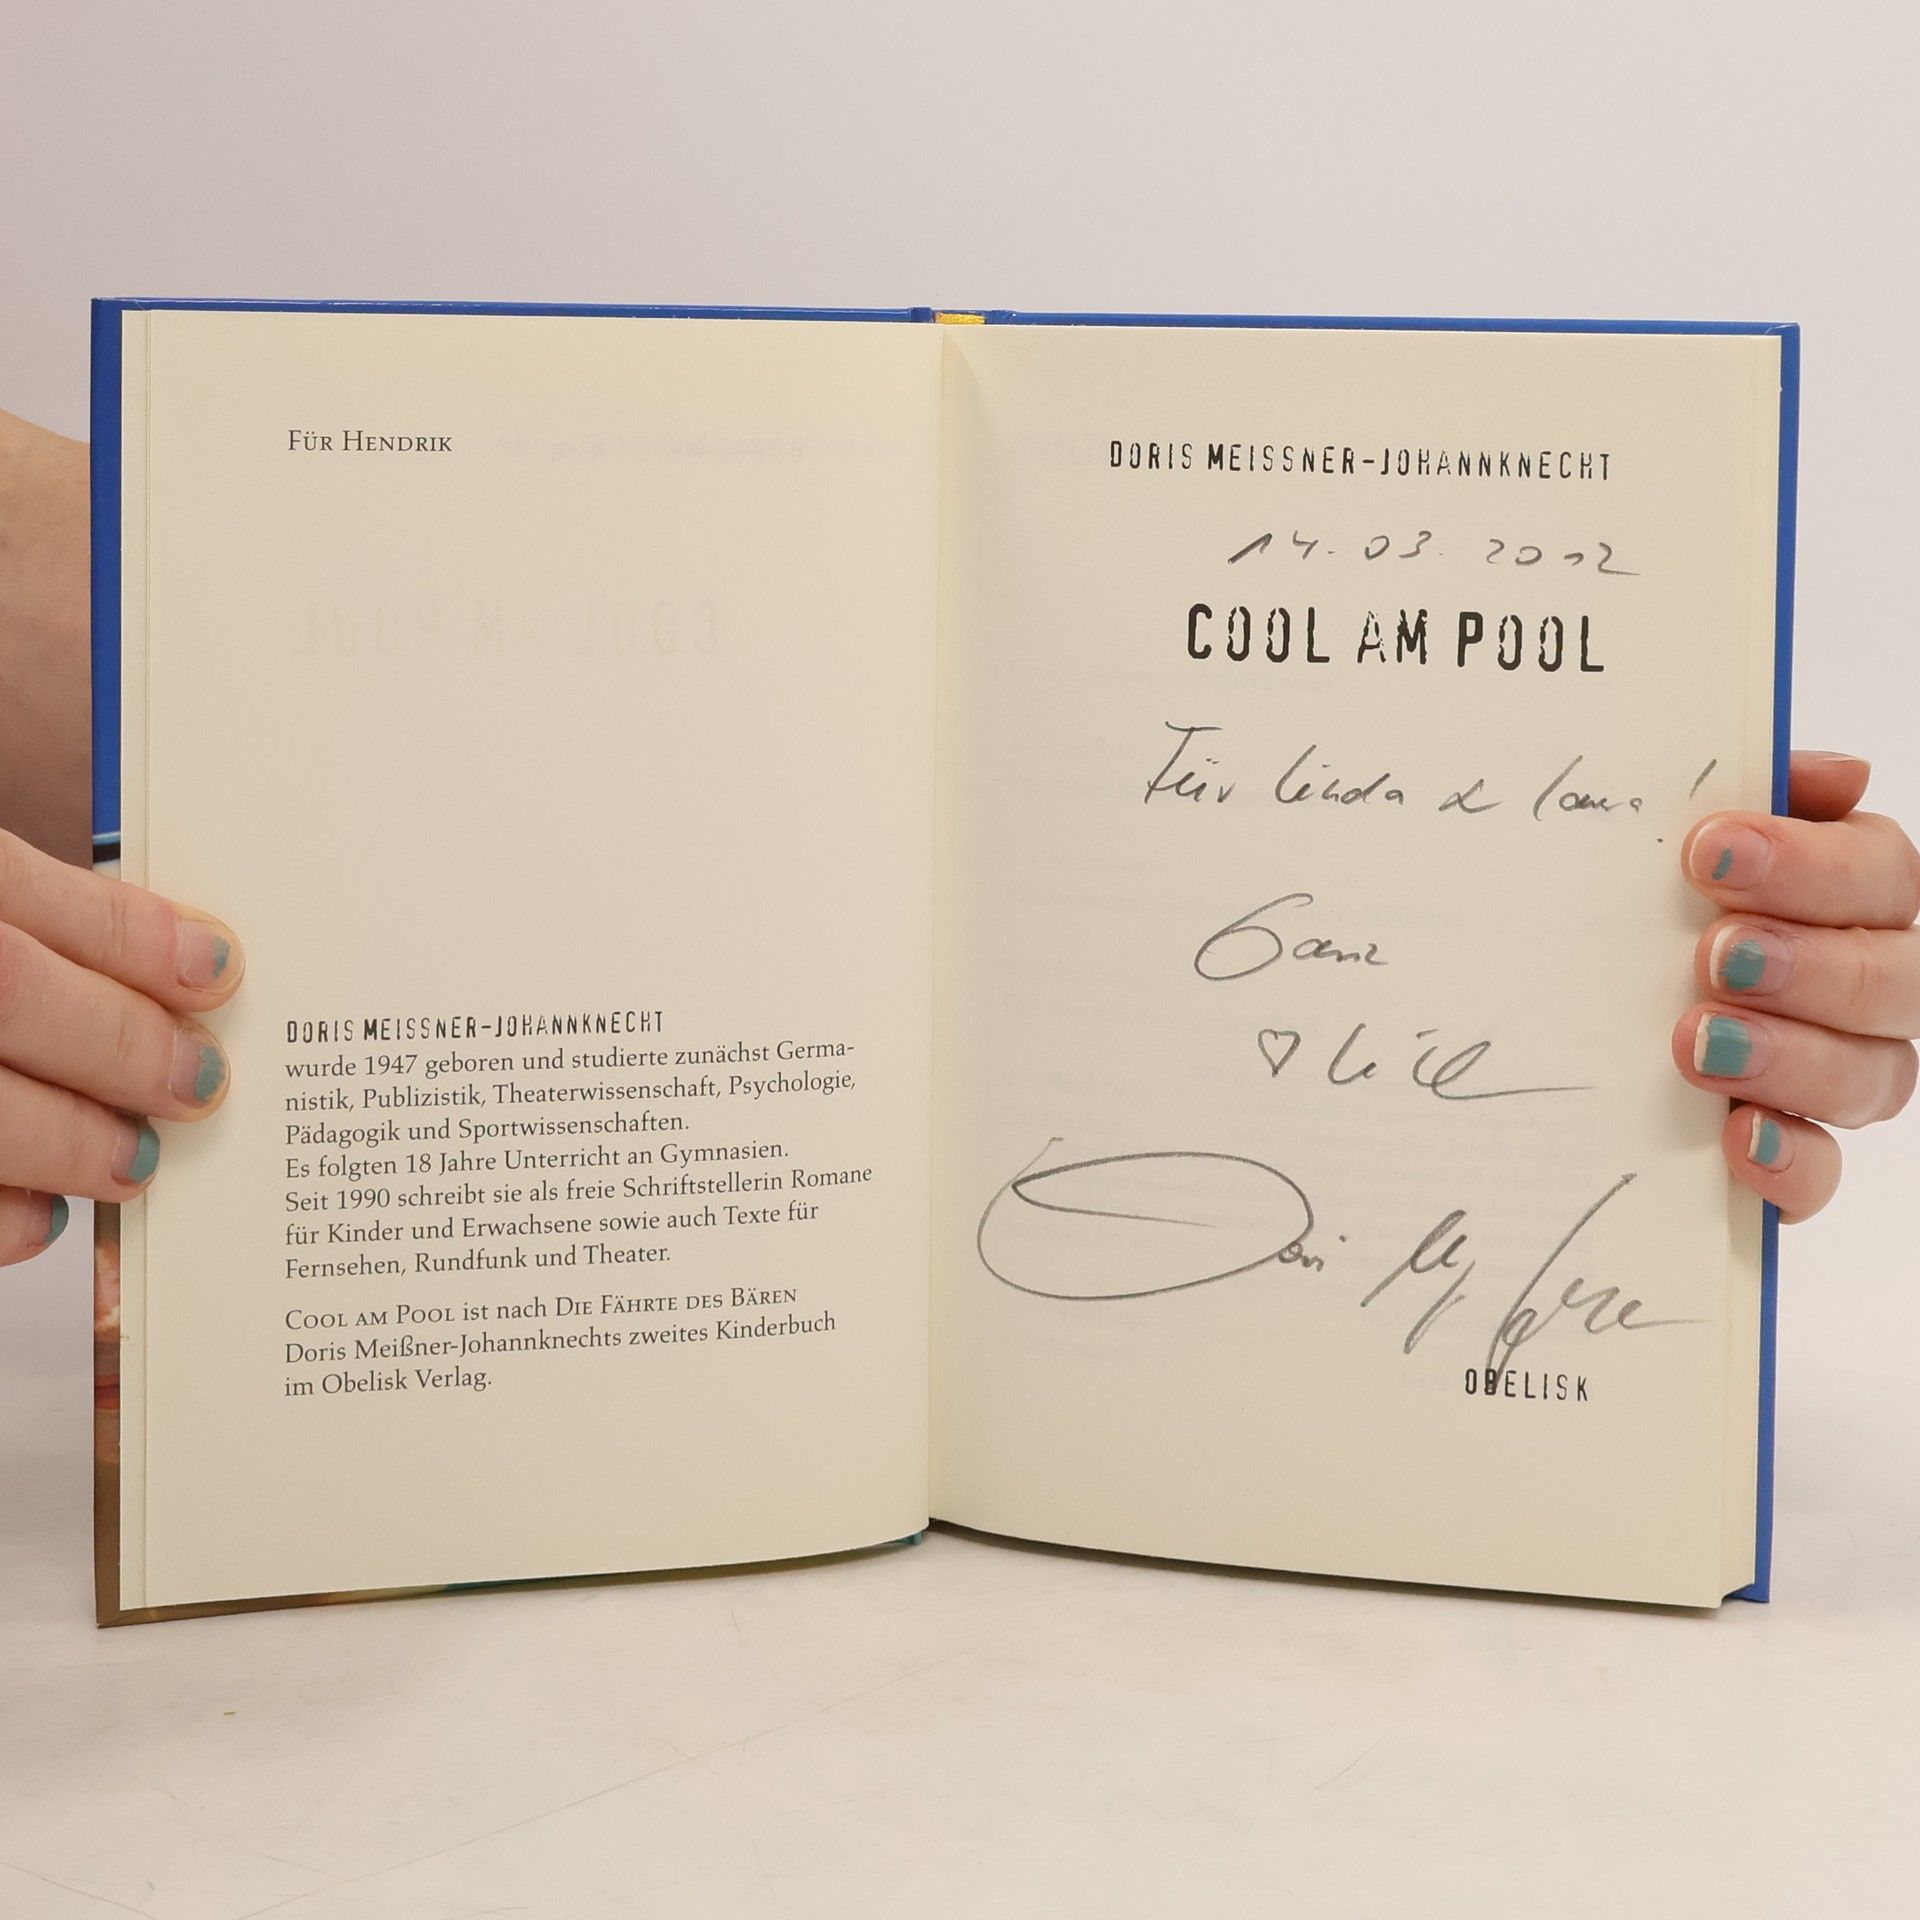 FÜR HENDRIK
DORIS MEISSNER-JOHANNKNECHT
wurde 1947 geboren und studierte zunächst Germa-
nistik, Publizistik, Theaterwissenschaft, Psychologie,
Pädagogik und Sportwissenschaften.
Es folgten 18 Jahre Unterricht an Gymnasien.
Seit 1990 schreibt sie als freie Schriftstellerin Romane
für Kinder und Erwachsene sowie auch Texte für
Fernsehen, Rundfunk und Theater.
COOL AM POOL ist nach DIE FÄHRTE DES BÄREN
Doris Meißner-Johannknechts zweites Kinderbuch
im Obelisk Verlag.
DORIS MEISSNER-JOHANNKNECHT
14.03.2012
COOL AM POOL
Für Linda & Laura!
Ganz
♡lich
Doris
OBELISK